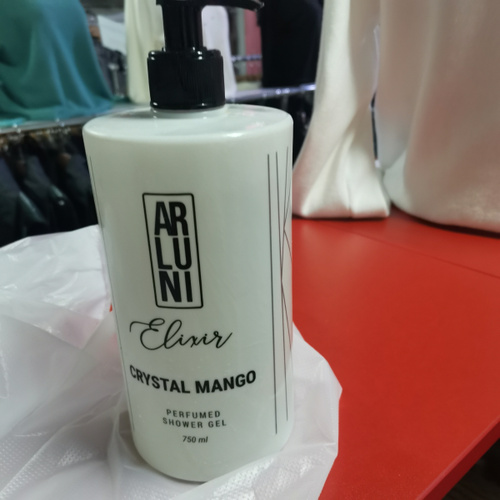 AR
LU
NI
Elixir
CRYSTAL MANGO
PERFUMED
SHOWER GEL
750 ml